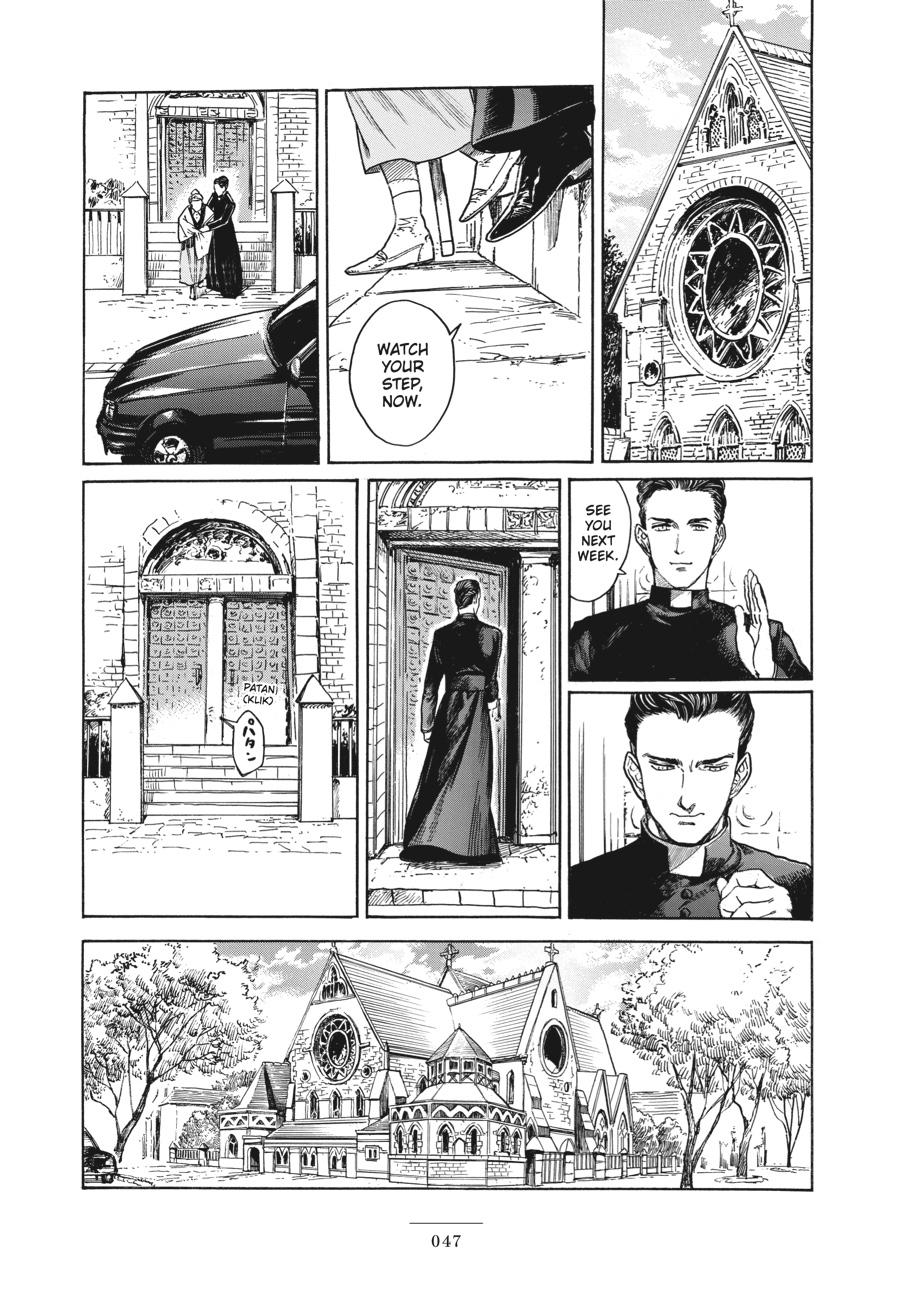 WATCH
YOUR
STEP,
NOW.
SEE
YOU
NEXT
WEEK.
PATAN
(KLIK)
パタン
047